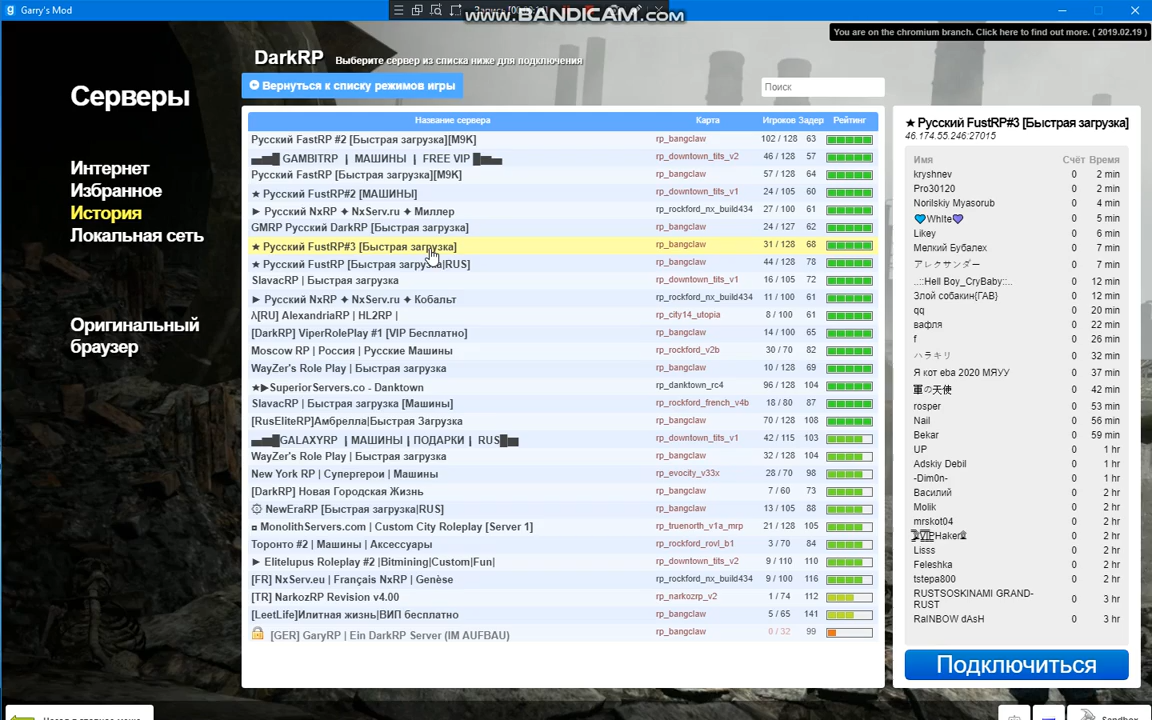 Garry's Mod
www.BANDICAM.com
You are on the chromium branch. Click here to find out more. ( 2019.02.19 )
Серверы
Интернет
Избранное
История
Локальная сеть
Оригинальный
браузер
DarkRP Выберите сервер из списка ниже для подключения
Вернуться к списку режимов игры
Поиск
Название сервера Карта Игроков Задер Рейтинг
Русский FastRP #2 [Быстрая загрузка][M9K] rp_bangclaw 102 / 128 63
▄▅█ GAMBITRP | МАШИНЫ | FREE VIP █▅▄ rp_downtown_tits_v2 46 / 128 57
Русский FastRP [Быстрая загрузка][M9K] rp_bangclaw 57 / 128 64
★ Русский FustRP#2 [МАШИНЫ] rp_downtown_tits_v1 24 / 105 60
► Русский NxRP ✦ NxServ.ru ✦ Миллер rp_rockford_nx_build434 27 / 100 61
GMRP Русский DarkRP [Быстрая загрузка] rp_bangclaw 24 / 127 62
★ Русский FustRP#3 [Быстрая загрузка] rp_bangclaw 31 / 128 68
★ Русский FustRP [Быстрая загрузка|RUS] rp_bangclaw 44 / 128 78
SlavacRP | Быстрая загрузка rp_downtown_tits_v1 16 / 105 72
► Русский NxRP ✦ NxServ.ru ✦ Кобальт rp_rockford_nx_build434 11 / 100 61
λ[RU] AlexandriaRP | HL2RP | rp_city14_utopia 8 / 100 61
[DarkRP] ViperRolePlay #1 [VIP Бесплатно] rp_bangclaw 14 / 100 65
Moscow RP | Россия | Русские Машины rp_rockford_v2b 30 / 70 82
WayZer's Role Play | Быстрая загрузка rp_bangclaw 10 / 128 69
★►SuperiorServers.co - Danktown rp_danktown_rc4 96 / 128 104
SlavacRP | Быстрая загрузка [Машины] rp_rockford_french_v4b 18 / 80 87
[RusEliteRP]Амбрелла|Быстрая Загрузка rp_bangclaw 70 / 128 108
▄▅█GALAXYRP | МАШИНЫ | ПОДАРКИ | RUS█▅ rp_downtown_tits_v1 42 / 115 103
WayZer's Role Play | Быстрая загрузка rp_bangclaw 32 / 128 104
New York RP | Супергерои | Машины rp_evocity_v33x 28 / 70 98
[DarkRP] Новая Городская Жизнь rp_bangclaw 7 / 60 73
NewEraRP [Быстрая загрузка|RUS] rp_bangclaw 13 / 105 88
MonolithServers.com | Custom City Roleplay [Server 1] rp_truenorth_v1a_mrp 21 / 128 105
Торонто #2 | Машины | Аксессуары rp_rockford_rovl_b1 3 / 70 84
► Elitelupus Roleplay #2 |Bitmining|Custom|Fun| rp_downtown_tits_v2 9 / 110 110
[FR] NxServ.eu | Français NxRP | Genèse rp_rockford_nx_build434 9 / 100 116
[TR] NarkozRP Revision v4.00 rp_narkozrp_v2 1 / 74 112
[LeetLife]Илитная жизнь|ВИП бесплатно rp_bangclaw 5 / 65 141
[GER] GaryRP | Ein DarkRP Server (IM AUFBAU) rp_bangclaw 0 / 32 99
★ Русский FustRP#3 [Быстрая загрузка]
46.174.55.246:27015
Имя Счёт Время
kryshnev 0 2 min
Pro30120 0 2 min
Norilskiy Myasorub 0 4 min
White 0 5 min
Likey 0 6 min
Мелкий Бубалех 0 7 min
アレクサンダー 0 7 min
..::Hell Boy_CryBaby::.. 0 12 min
Злой собакин{ГАВ} 0 12 min
qq 0 20 min
вафля 0 22 min
f 0 26 min
ハラキリ 0 32 min
Я кот eba 2020 МЯУУ 0 37 min
軍の天使 0 42 min
rosper 0 53 min
Nail 0 56 min
Bekar 0 59 min
UP 0 1 hr
Adskiy Debil 0 1 hr
-Dim0n- 0 1 hr
Василий 0 2 hr
Molik 0 2 hr
mrskot04 0 2 hr
VIPHaker 0 2 hr
Lisss 0 2 hr
Feleshka 0 2 hr
tstepa800 0 2 hr
RUSTSOSKINAMI GRAND-
RUST 0 3 hr
RaINBOW dAsH 0 3 hr
Подключиться